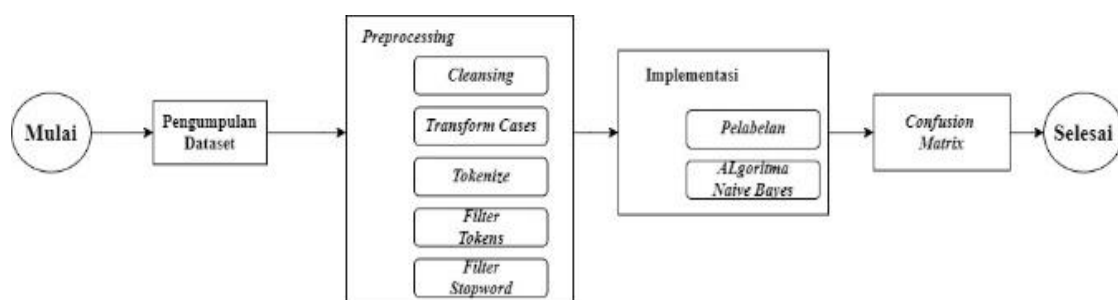 Mulai
Pengumpulan
Dataset
Preprocessing
Cleansing
Transform Cases
Tokenize
Filter
Tokens
Filter
Stopword
Implementasi
Pelabelan
ALgoritma
Naive Bayes
Confusion
Matrix
Selesai